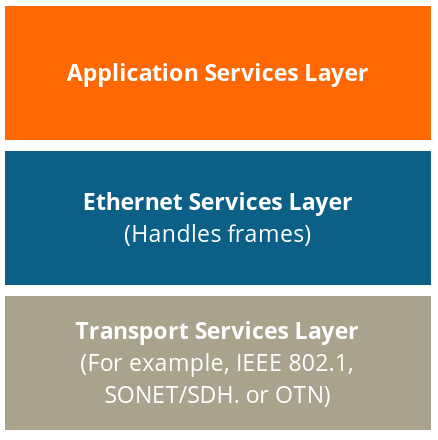 Application Services Layer
Ethernet Services Layer
(Handles frames)
Transport Services Layer
(For example, IEEE 802.1,
SONET/SDH. or OTN)